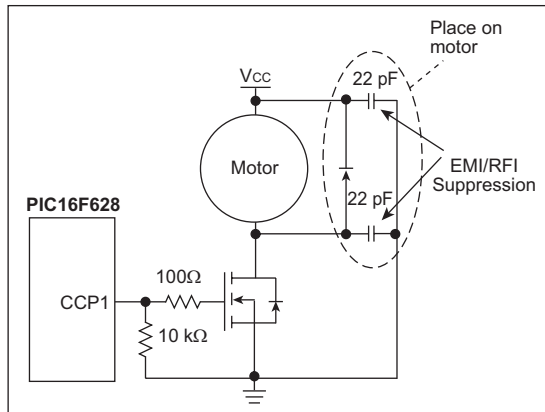 Place on
motor
VCC
22 pF
Motor
EMI/RFI
Suppression
22 pF
PIC16F628
100Ω
CCP1
10 kΩ